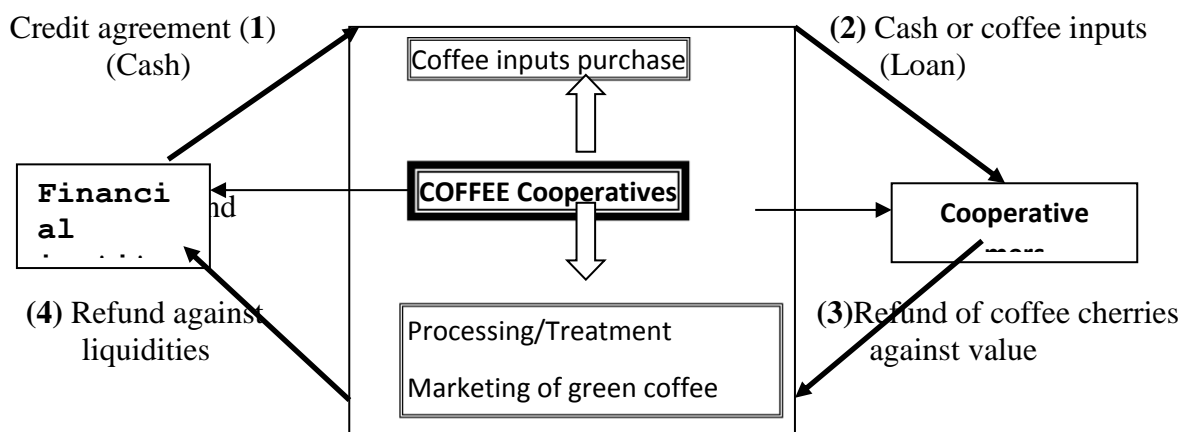 Credit agreement (1)
(Cash)
(2) Cash or coffee inputs
(Loan)
Coffee inputs purchase
Financi
al
nd
COFFEE Cooperatives
Cooperative
(4) Refund against
liquidities
Processing/Treatment
Marketing of green coffee
(3)Refund of coffee cherries
against value